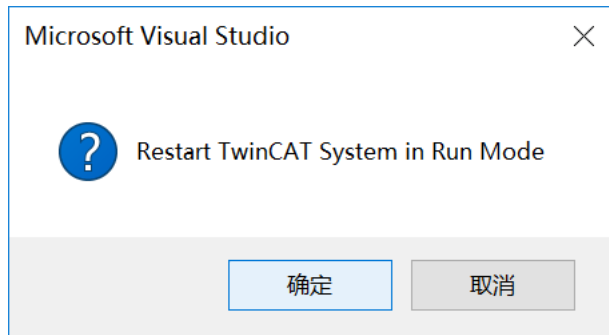 Microsoft Visual Studio
Restart TwinCAT System in Run Mode
确定
取消